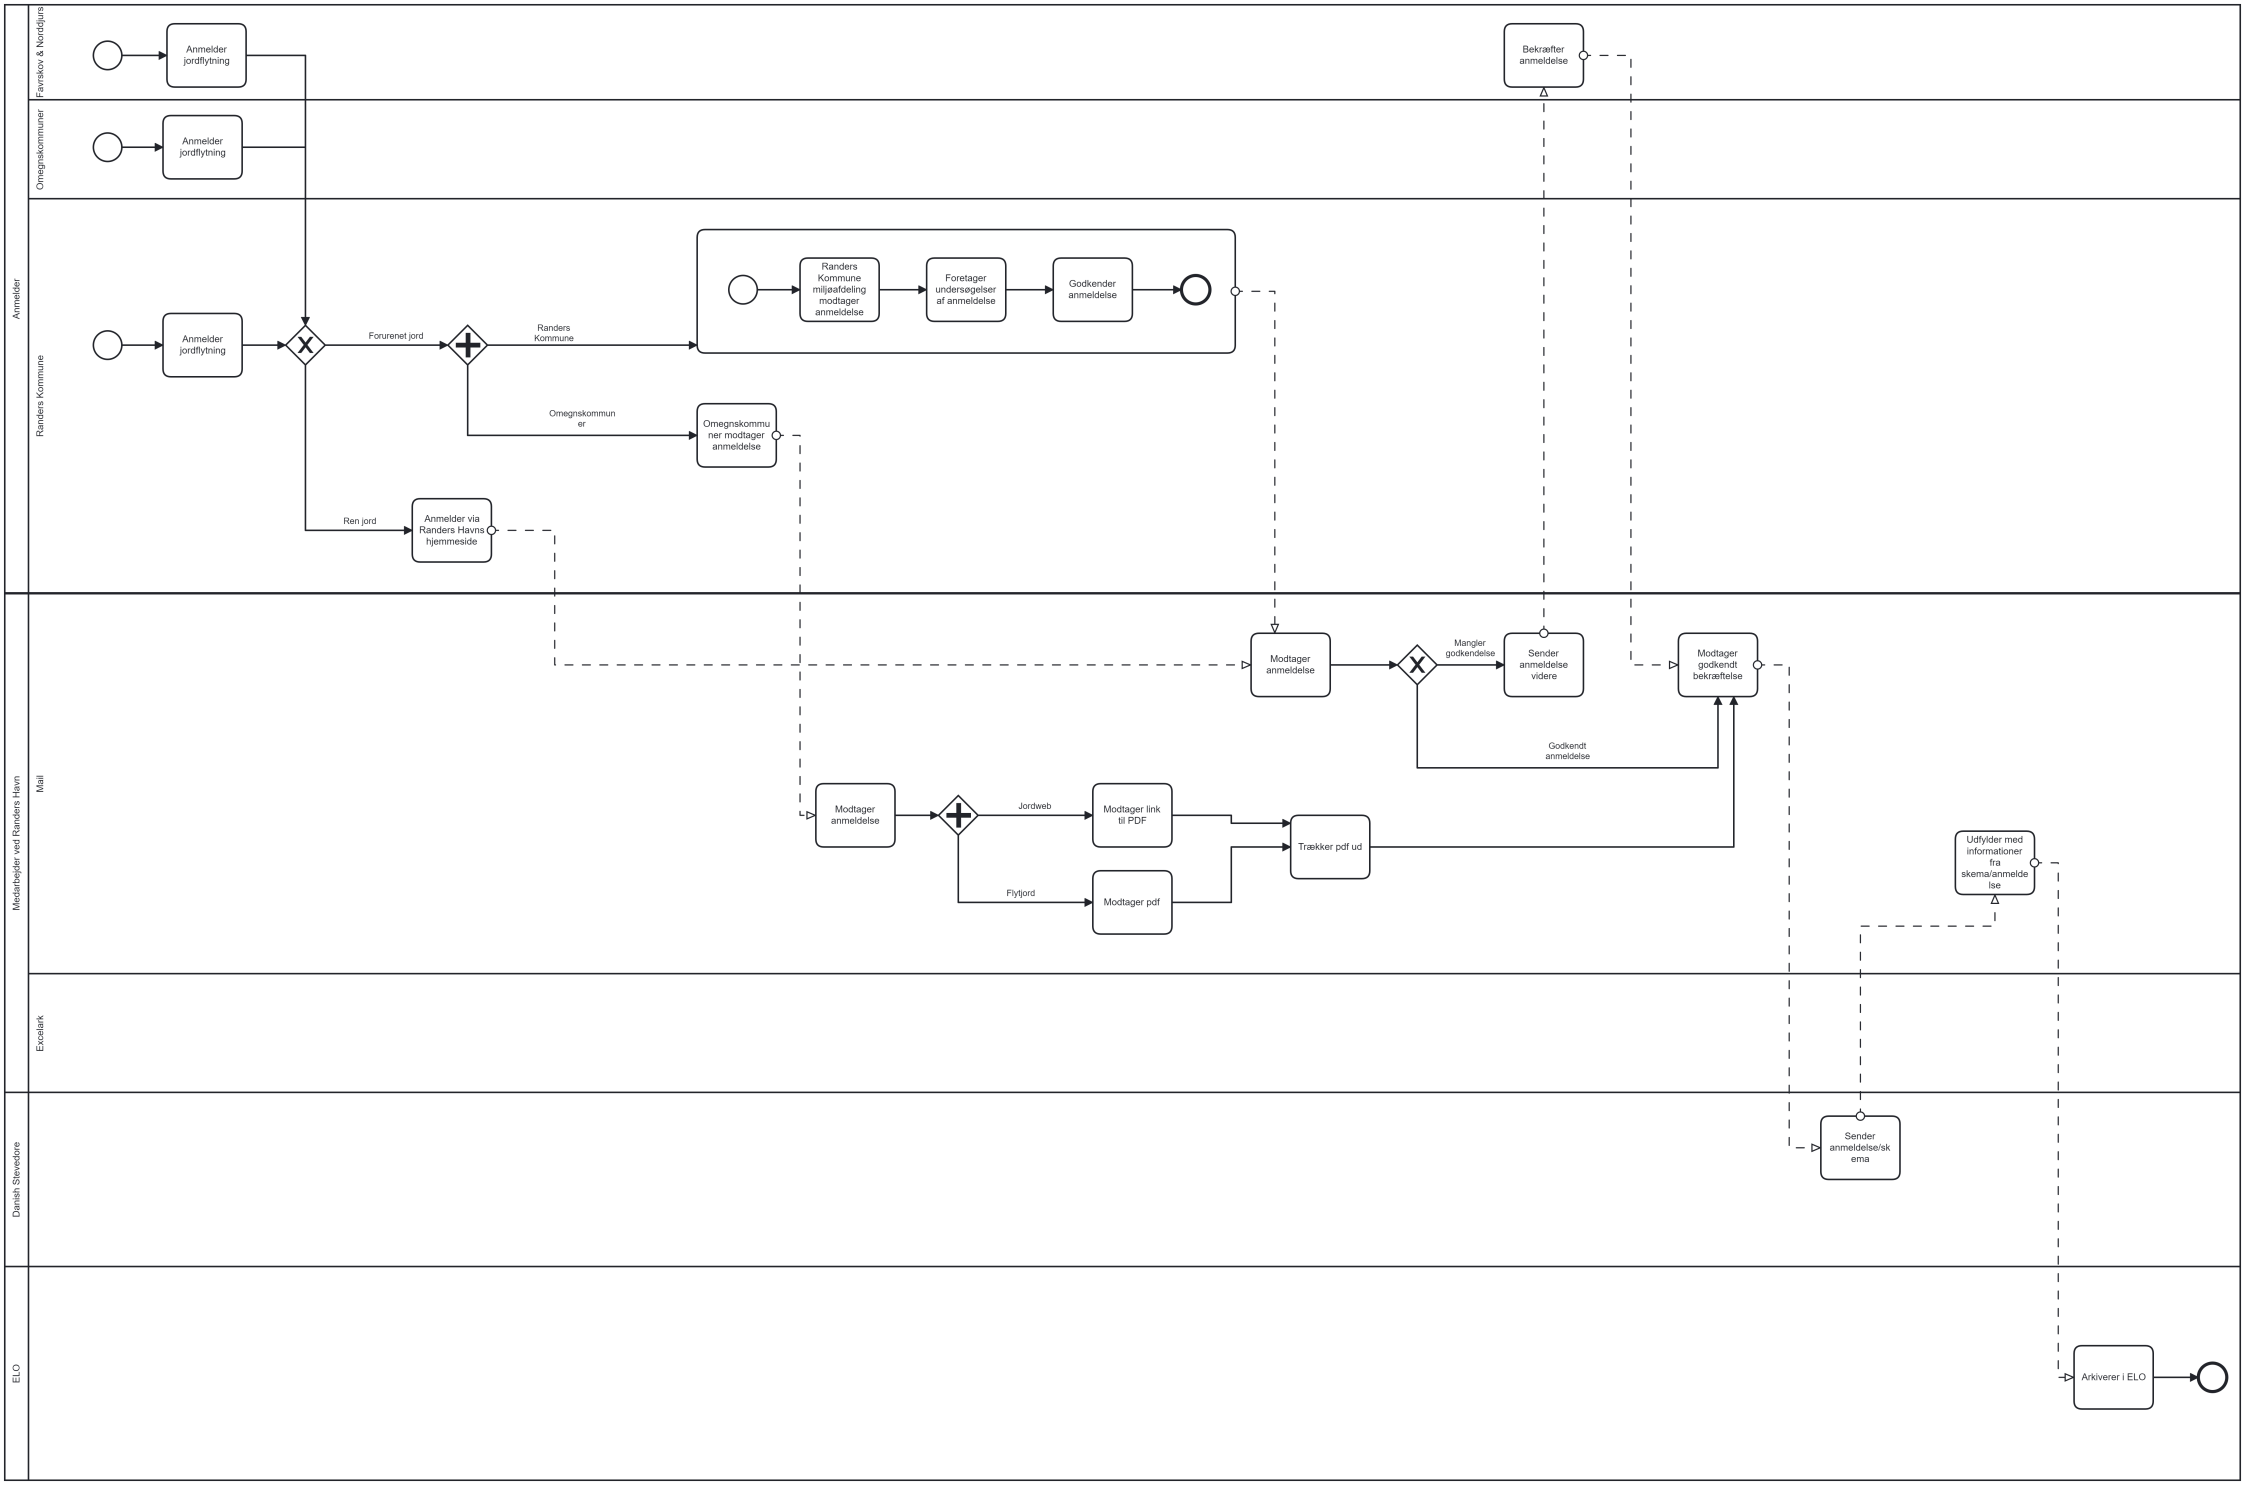 Anmelder
Favrskov & Norddjurs
Anmelder
jordflytning
Bekræfter
anmeldelse
Omegnskommuner
Anmelder
jordflytning
Randers Kommune
Anmelder
jordflytning
Forurenet jord
Randers
Kommune
Randers
Kommune
miljøafdeling
modtager
anmeldelse
Foretager
undersøgelser
af anmeldelse
Godkender
anmeldelse
Omegnskommun
er
Omegnskommu
ner modtager
anmeldelse
Ren jord
Anmelder via
Randers Havns
hjemmeside
Medarbejder ved Randers Havn
Mail
Modtager
anmeldelse
Mangler
godkendelse
Sender
anmeldelse
videre
Modtager
godkendt
bekræftelse
Godkendt
anmeldelse
Modtager
anmeldelse
Jordweb
Modtager link
til PDF
Trækker pdf ud
Flytjord
Modtager pdf
Udfylder med
informationer
fra
skema/anmelde
lse
Excelark
Danish Stevedore
Sender
anmeldelse/sk
ema
ELO
Arkiverer i ELO